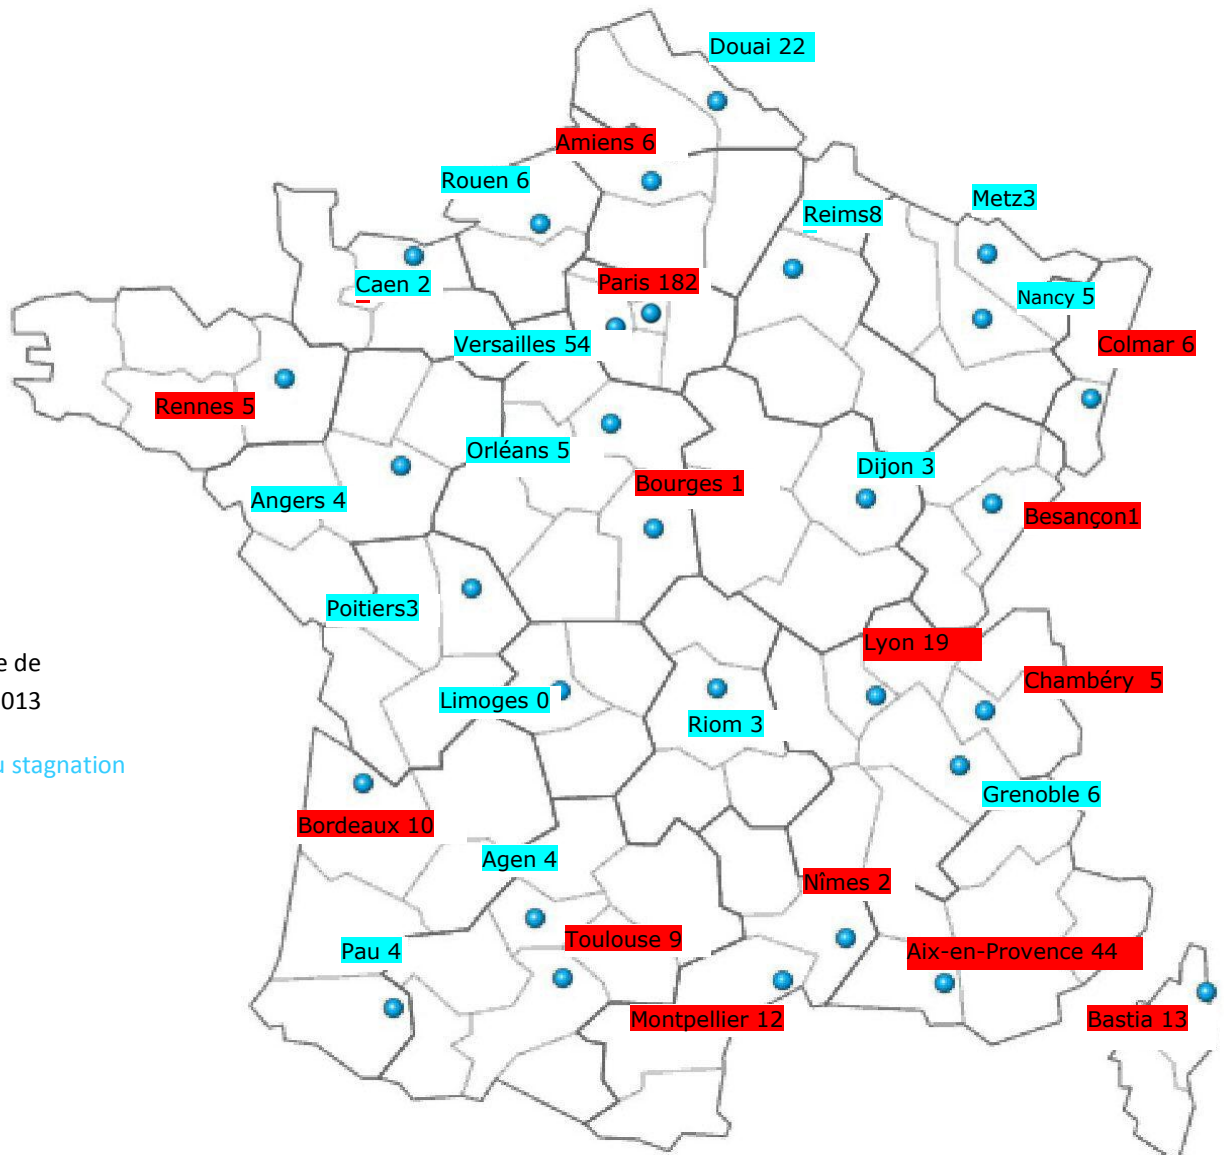 Douai 22
Amiens 6
Rouen 6
Metz3
Reims8
Caen 2
Paris 182
Nancy 5
Versailles 54
Colmar 6
Rennes 5
Orléans 5
Dijon 3
Bourges 1
Angers 4
Besançon1
Poitiers3
Lyon 19
e de
Chambéry 5
Limoges 0
013
Riom 3
u stagnation
Grenoble 6
Bordeaux 10
Agen 4
Nîmes 2
Toulouse 9
Pau 4
Aix-en-Provence 44
Montpellier 12
Bastia 13